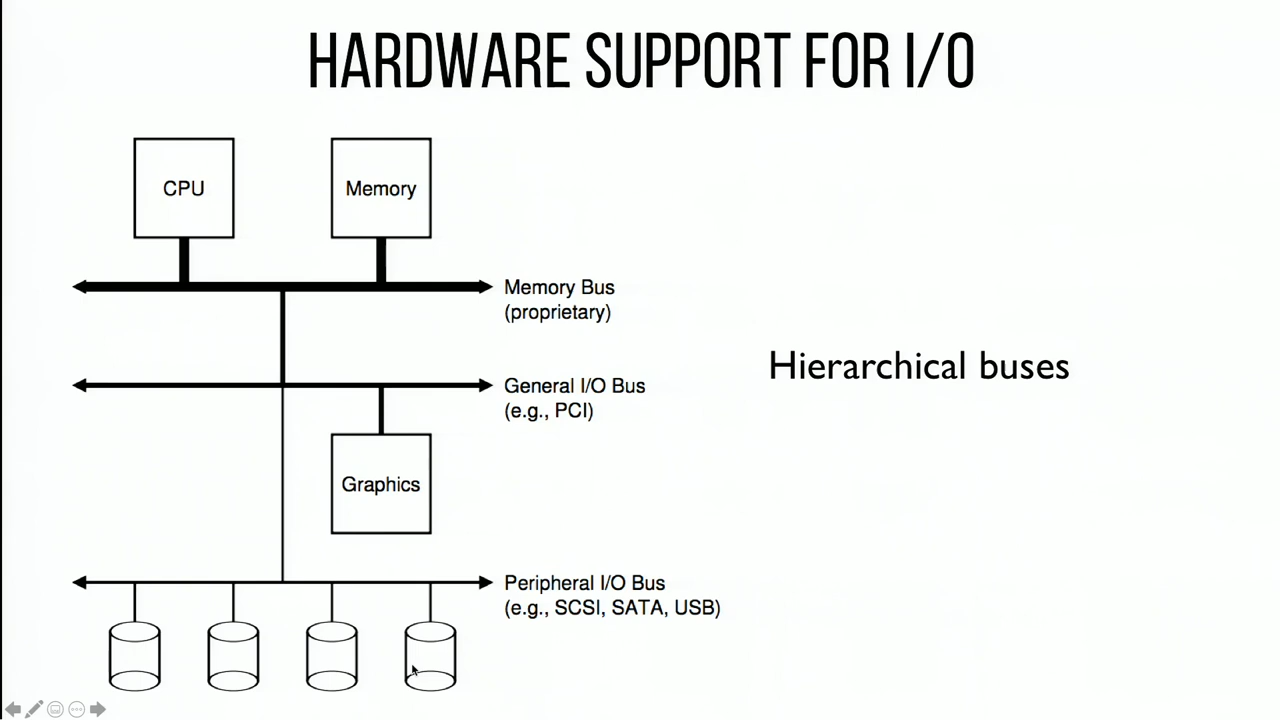 HARDWARE SUPPORT FOR I/O
CPU
Memory
Memory Bus
(proprietary)
Hierarchical buses
General I/O Bus
(e.g., PCI)
Graphics
Peripheral I/O Bus
(e.g., SCSI, SATA, USB)